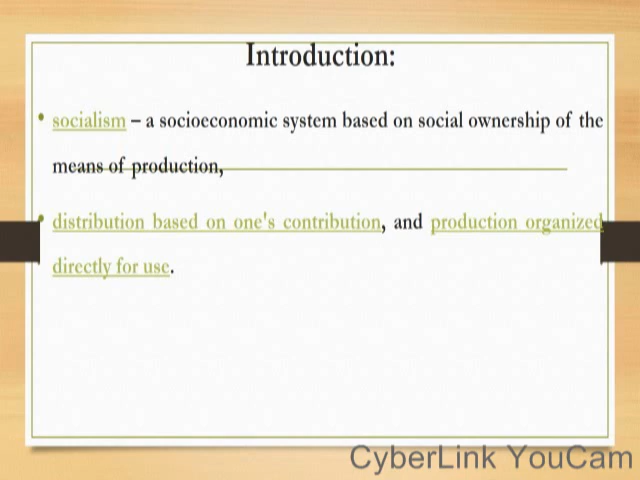 Introduction:
• socialism – a socioeconomic system based on social ownership of the
means of production,
• distribution based on one's contribution, and production organized
directly for use.
CyberLink YouCam